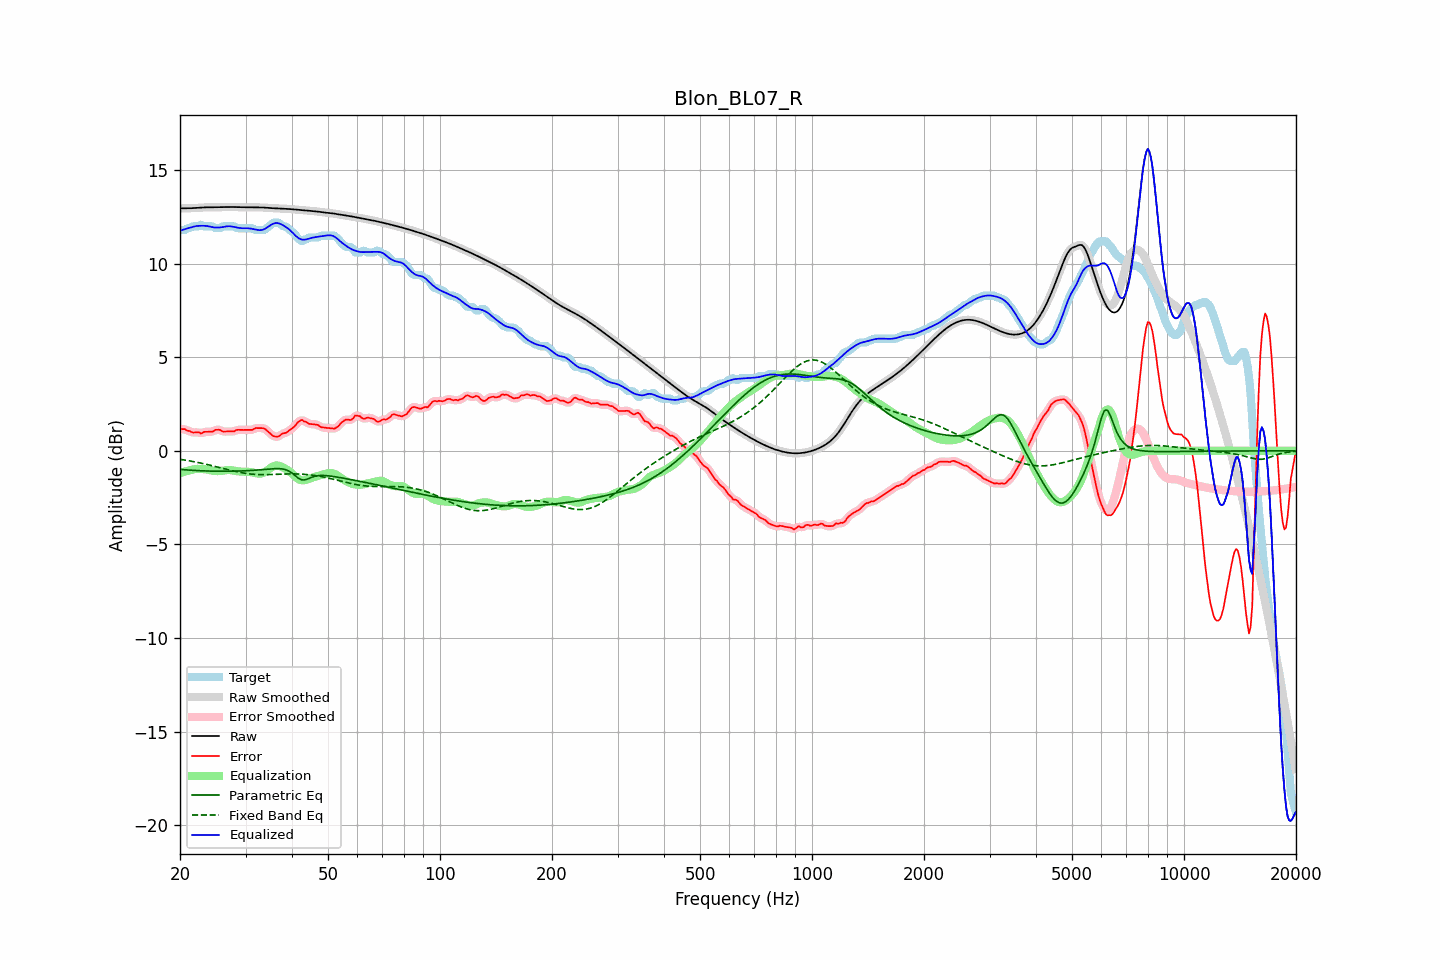 Blon_BL07_R
Amplitude (dBr)
15
10
5
0
−5
−10
−15
−20
Target
Raw Smoothed
Error Smoothed
Raw
Error
Equalization
Parametric Eq
Fixed Band Eq
Equalized
20 50 100 200 500 1000 2000 5000 10000 20000
Frequency (Hz)